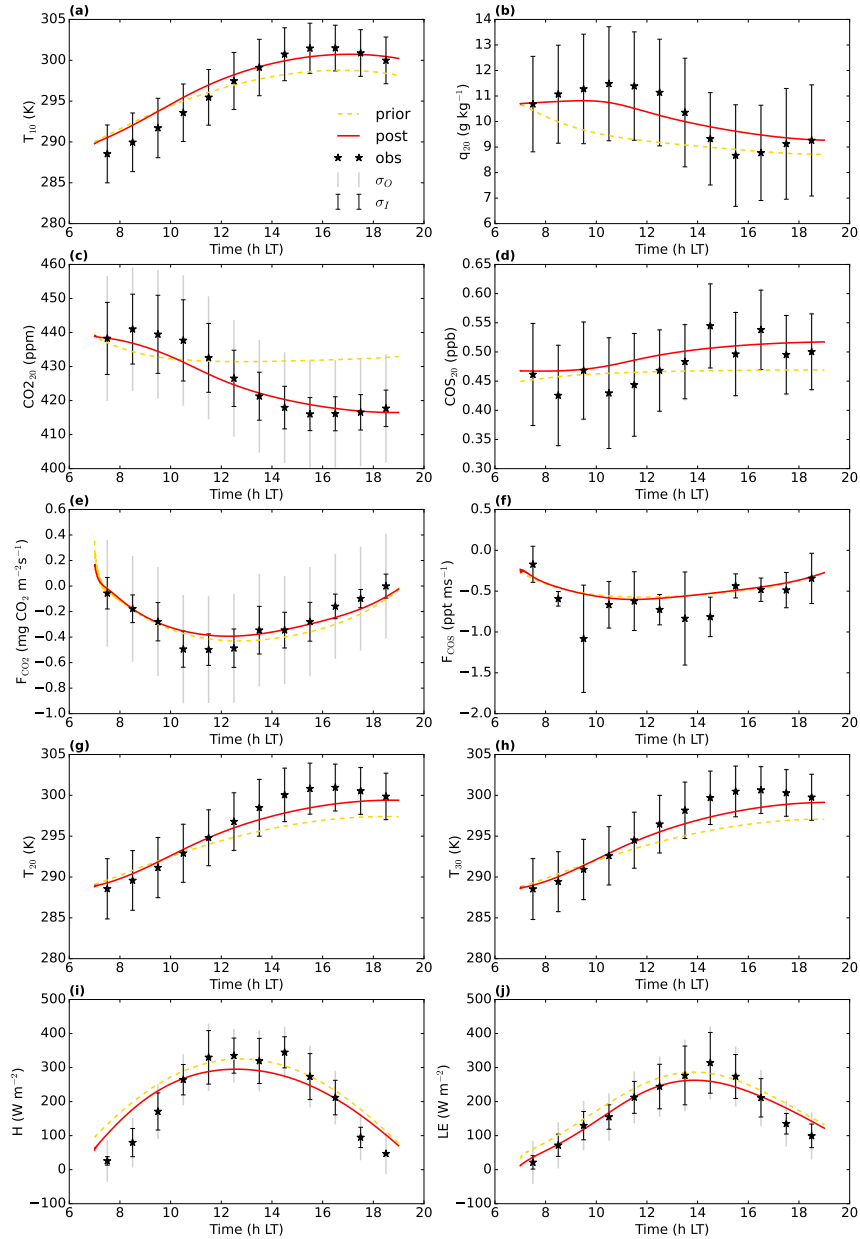 (a)
305
300
295
290
285
280
T10 (K)
6 8 10 12 14 16 18 20
Time (h LT)
prior
post
obs
σO
σI
(b)
14
13
12
11
10
9
8
7
6
q20 (g kg−1)
6 8 10 12 14 16 18 20
Time (h LT)
(c)
460
450
440
430
420
410
400
CO220 (ppm)
6 8 10 12 14 16 18 20
Time (h LT)
(d)
0.65
0.60
0.55
0.50
0.45
0.40
0.35
0.30
COS20 (ppb)
6 8 10 12 14 16 18 20
Time (h LT)
(e)
0.6
0.4
0.2
0.0
−0.2
−0.4
−0.6
−0.8
−1.0
FCO2 (mg CO2 m−2s−1)
6 8 10 12 14 16 18 20
Time (h LT)
(f)
0.0
−0.5
−1.0
−1.5
−2.0
FCOS (ppt ms−1)
6 8 10 12 14 16 18 20
Time (h LT)
(g)
305
300
295
290
285
280
T20 (K)
6 8 10 12 14 16 18 20
Time (h LT)
(h)
305
300
295
290
285
280
T30 (K)
6 8 10 12 14 16 18 20
Time (h LT)
(i)
500
400
300
200
100
0
−100
H (W m−2)
6 8 10 12 14 16 18 20
Time (h LT)
(j)
500
400
300
200
100
0
−100
LE (W m−2)
6 8 10 12 14 16 18 20
Time (h LT)